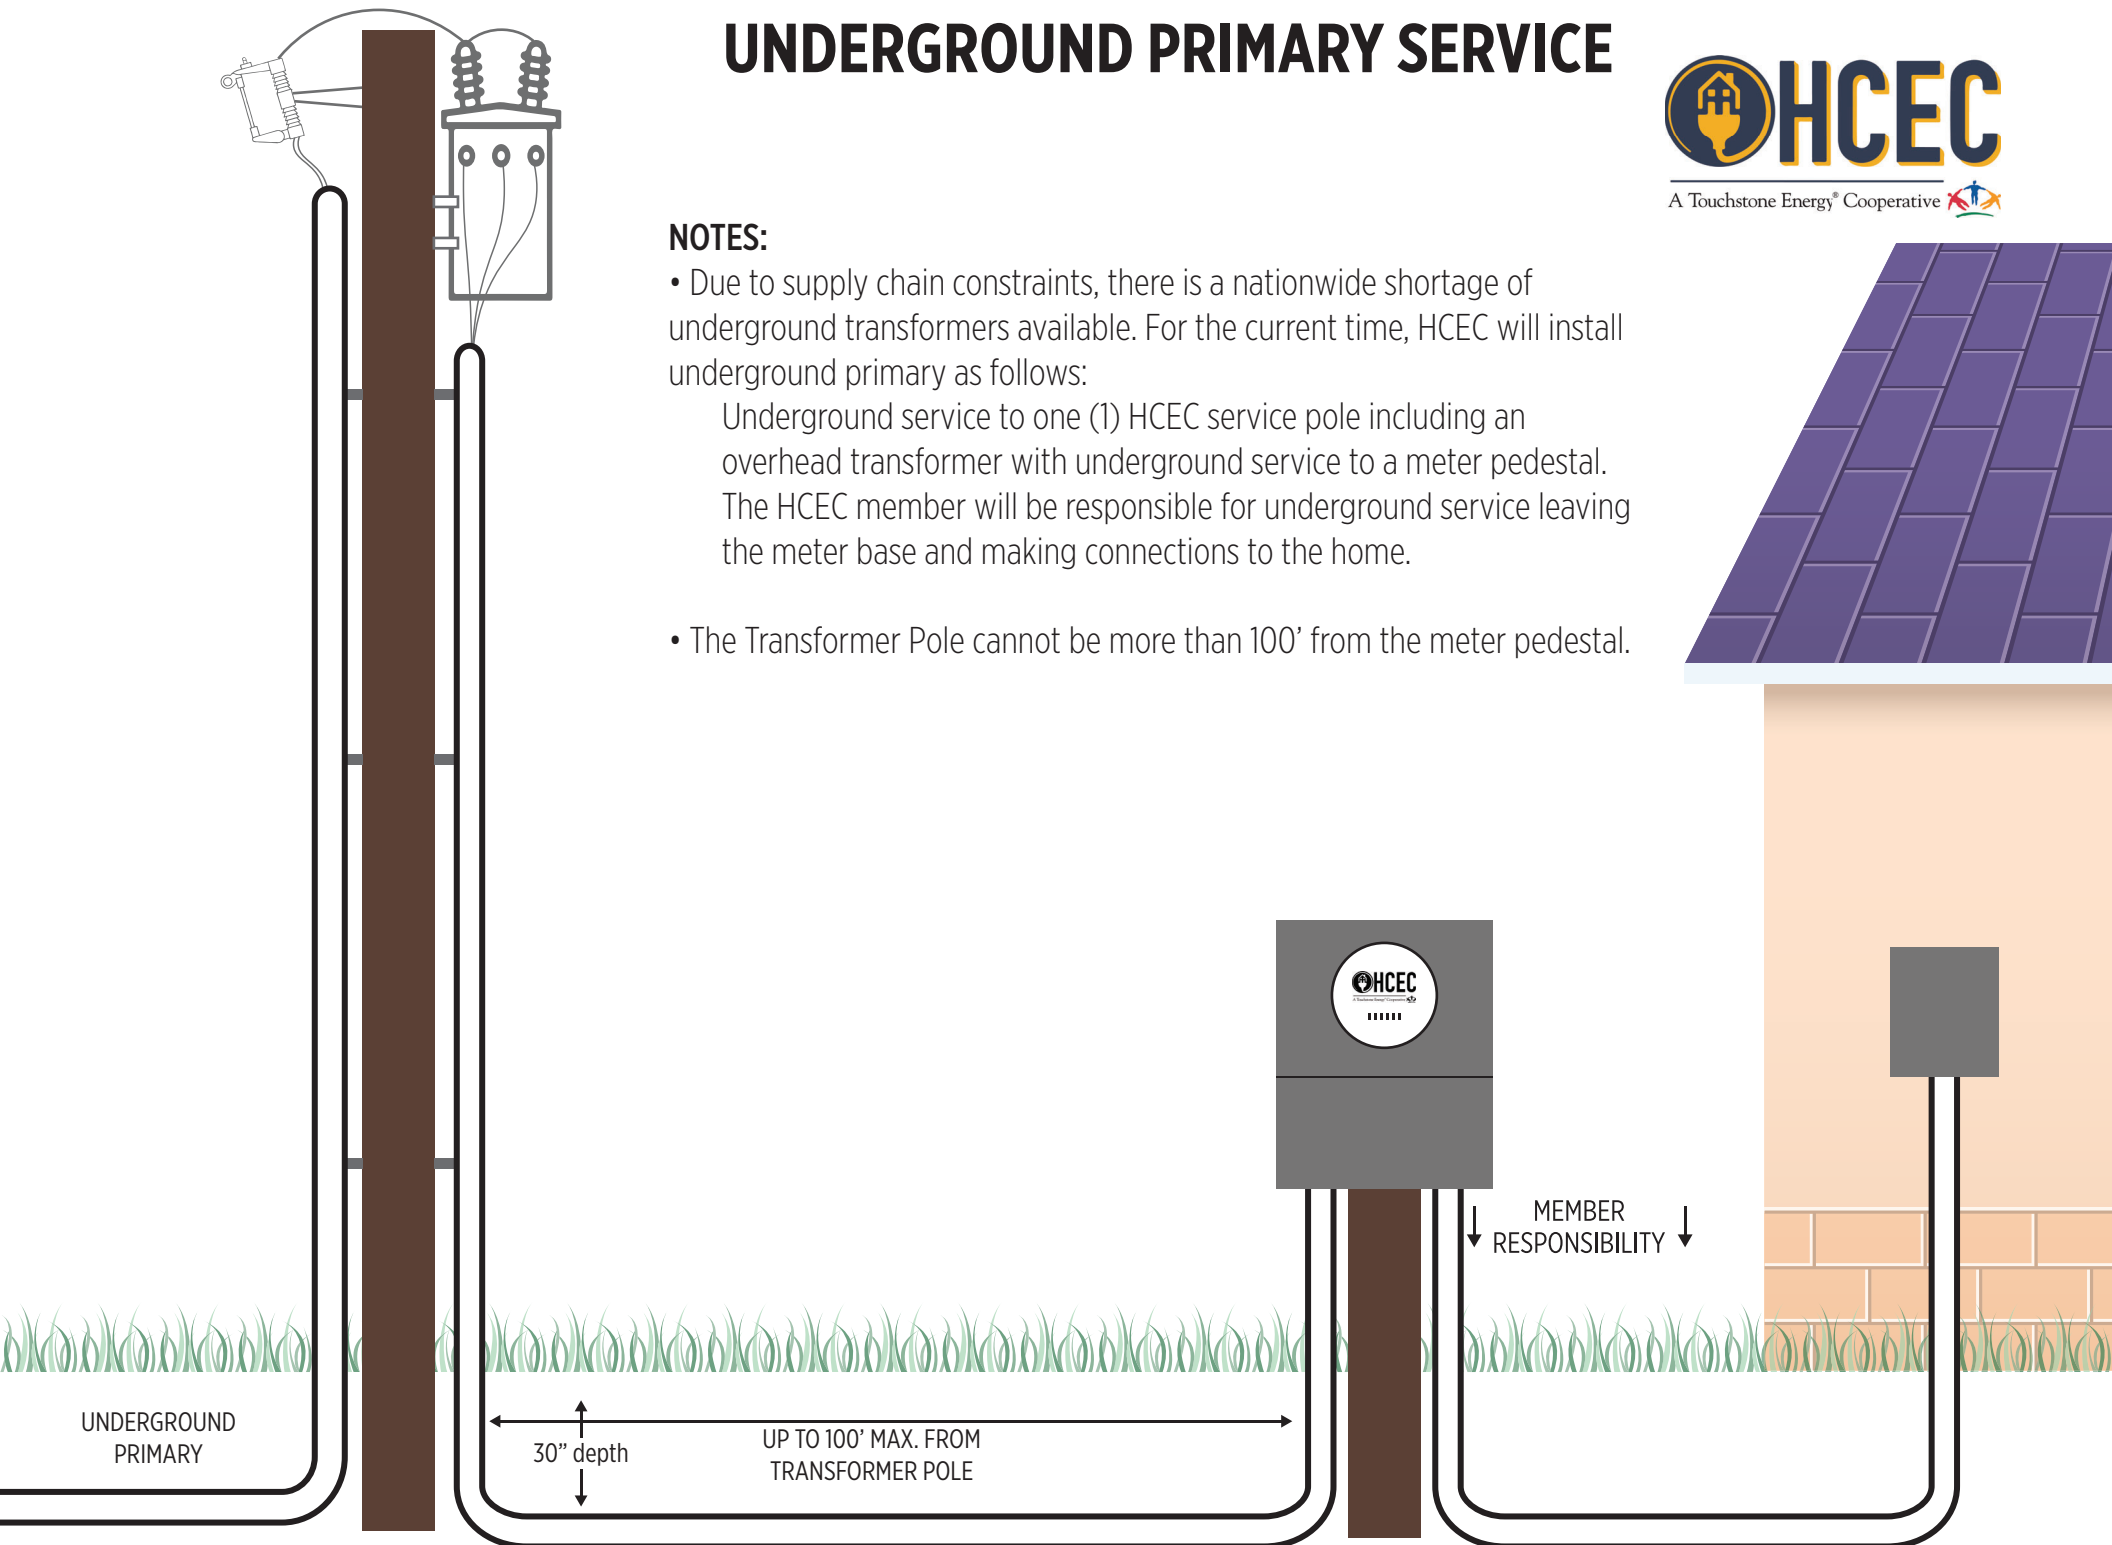 UNDERGROUND PRIMARY SERVICE
HCEC
A Touchstone Energy® Cooperative
NOTES:
• Due to supply chain constraints, there is a nationwide shortage of
underground transformers available. For the current time, HCEC will install
underground primary as follows:
Underground service to one (1) HCEC service pole including an
overhead transformer with underground service to a meter pedestal.
The HCEC member will be responsible for underground service leaving
the meter base and making connections to the home.
• The Transformer Pole cannot be more than 100’ from the meter pedestal.
HCEC
A Touchstone Energy® Cooperative
MEMBER
RESPONSIBILITY
UNDERGROUND
PRIMARY
30” depth
UP TO 100’ MAX. FROM
TRANSFORMER POLE